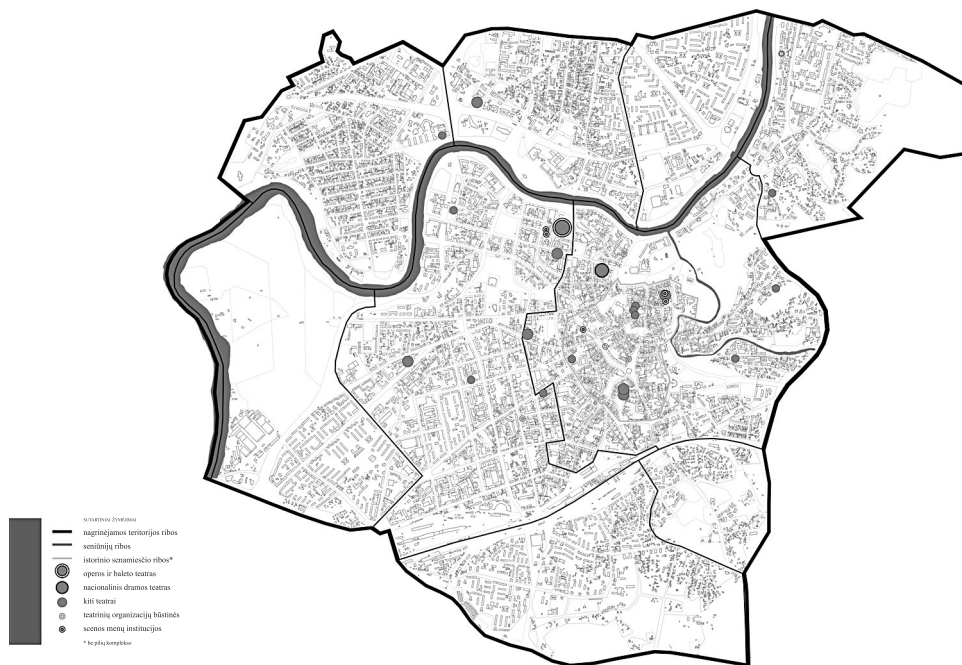 SUTARTINIAI ŽYMĖJIMAI
nagrinėjamos teritorijos ribos
seniūnijų ribos
istorinio senamiesčio ribos*
operos ir baleto teatras
nacionalinis dramos teatras
kiti teatrai
teatrinių organizacijų būstinės
scenos menų institucijos
* be pilių komplekso